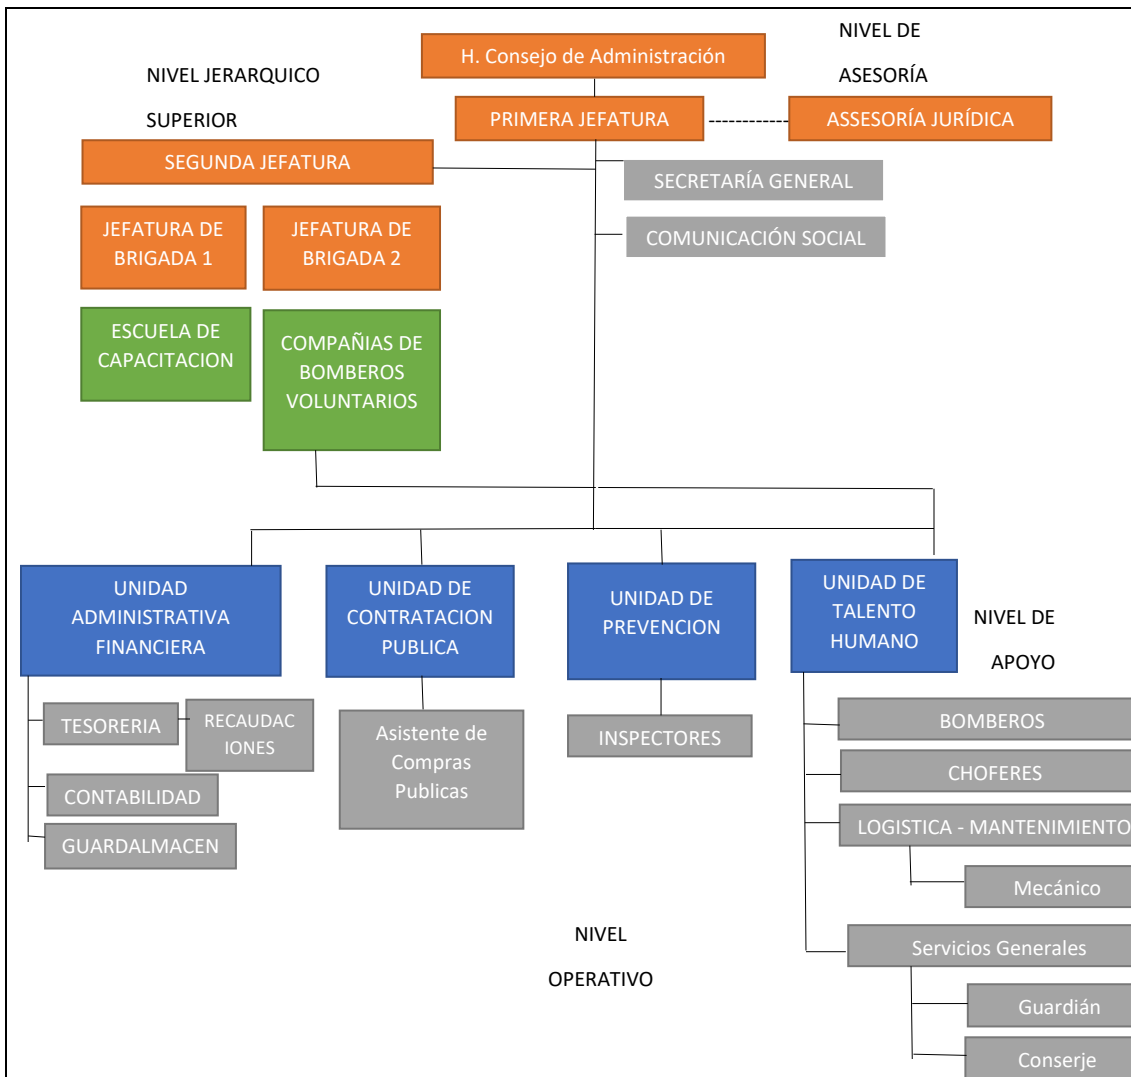 NIVEL DE
ASESORÍA
H. Consejo de Administración
NIVEL JERARQUICO
SUPERIOR
PRIMERA JEFATURA
ASSESORÍA JURÍDICA
SEGUNDA JEFATURA
SECRETARÍA GENERAL
COMUNICACIÓN SOCIAL
JEFATURA DE
BRIGADA 1
JEFATURA DE
BRIGADA 2
ESCUELA DE
CAPACITACION
COMPAÑIAS DE
BOMBEROS
VOLUNTARIOS
UNIDAD
ADMINISTRATIVA
FINANCIERA
UNIDAD DE
CONTRATACION
PUBLICA
UNIDAD DE
PREVENCION
UNIDAD DE
TALENTO
HUMANO
NIVEL DE
APOYO
TESORERIA
RECAUDAC
IONES
CONTABILIDAD
GUARDALMACEN
Asistente de
Compras
Publicas
INSPECTORES
BOMBEROS
CHOFERES
LOGISTICA - MANTENIMIENTO
Mecánico
Servicios Generales
Guardián
Conserje
NIVEL
OPERATIVO